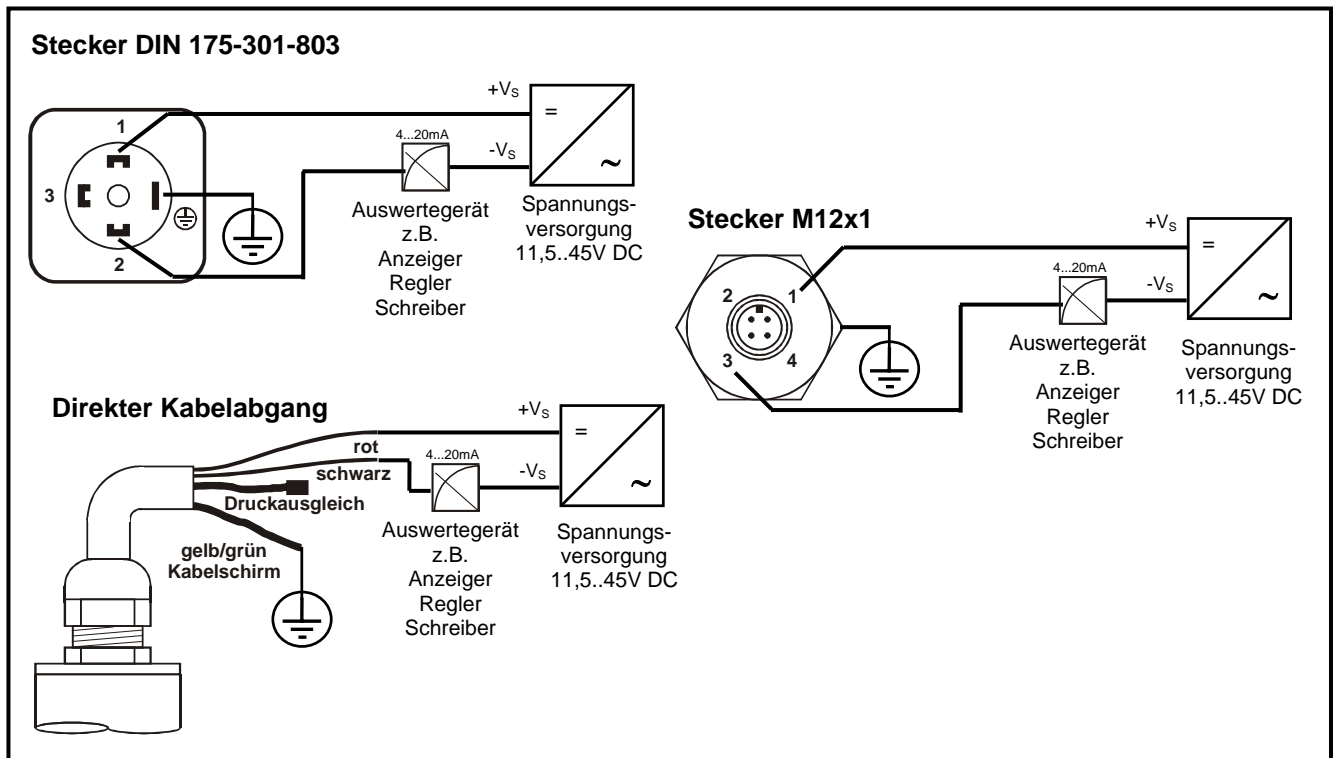 Stecker DIN 175-301-803
+VS
=
1
4...20mA
-VS
~
3
Auswertegerät
z.B.
Anzeiger
Regler
Schreiber
Spannungs-
versorgung
11,5..45V DC
2
Stecker M12x1
+VS
=
4...20mA
-VS
~
2
1
3
4
Auswertegerät
z.B.
Anzeiger
Regler
Schreiber
Spannungs-
versorgung
11,5..45V DC
Direkter Kabelabgang
+VS
=
rot
4...20mA
schwarz
-VS
~
Druckausgleich
gelb/grün
Kabelschirm
Auswertegerät
z.B.
Anzeiger
Regler
Schreiber
Spannungs-
versorgung
11,5..45V DC